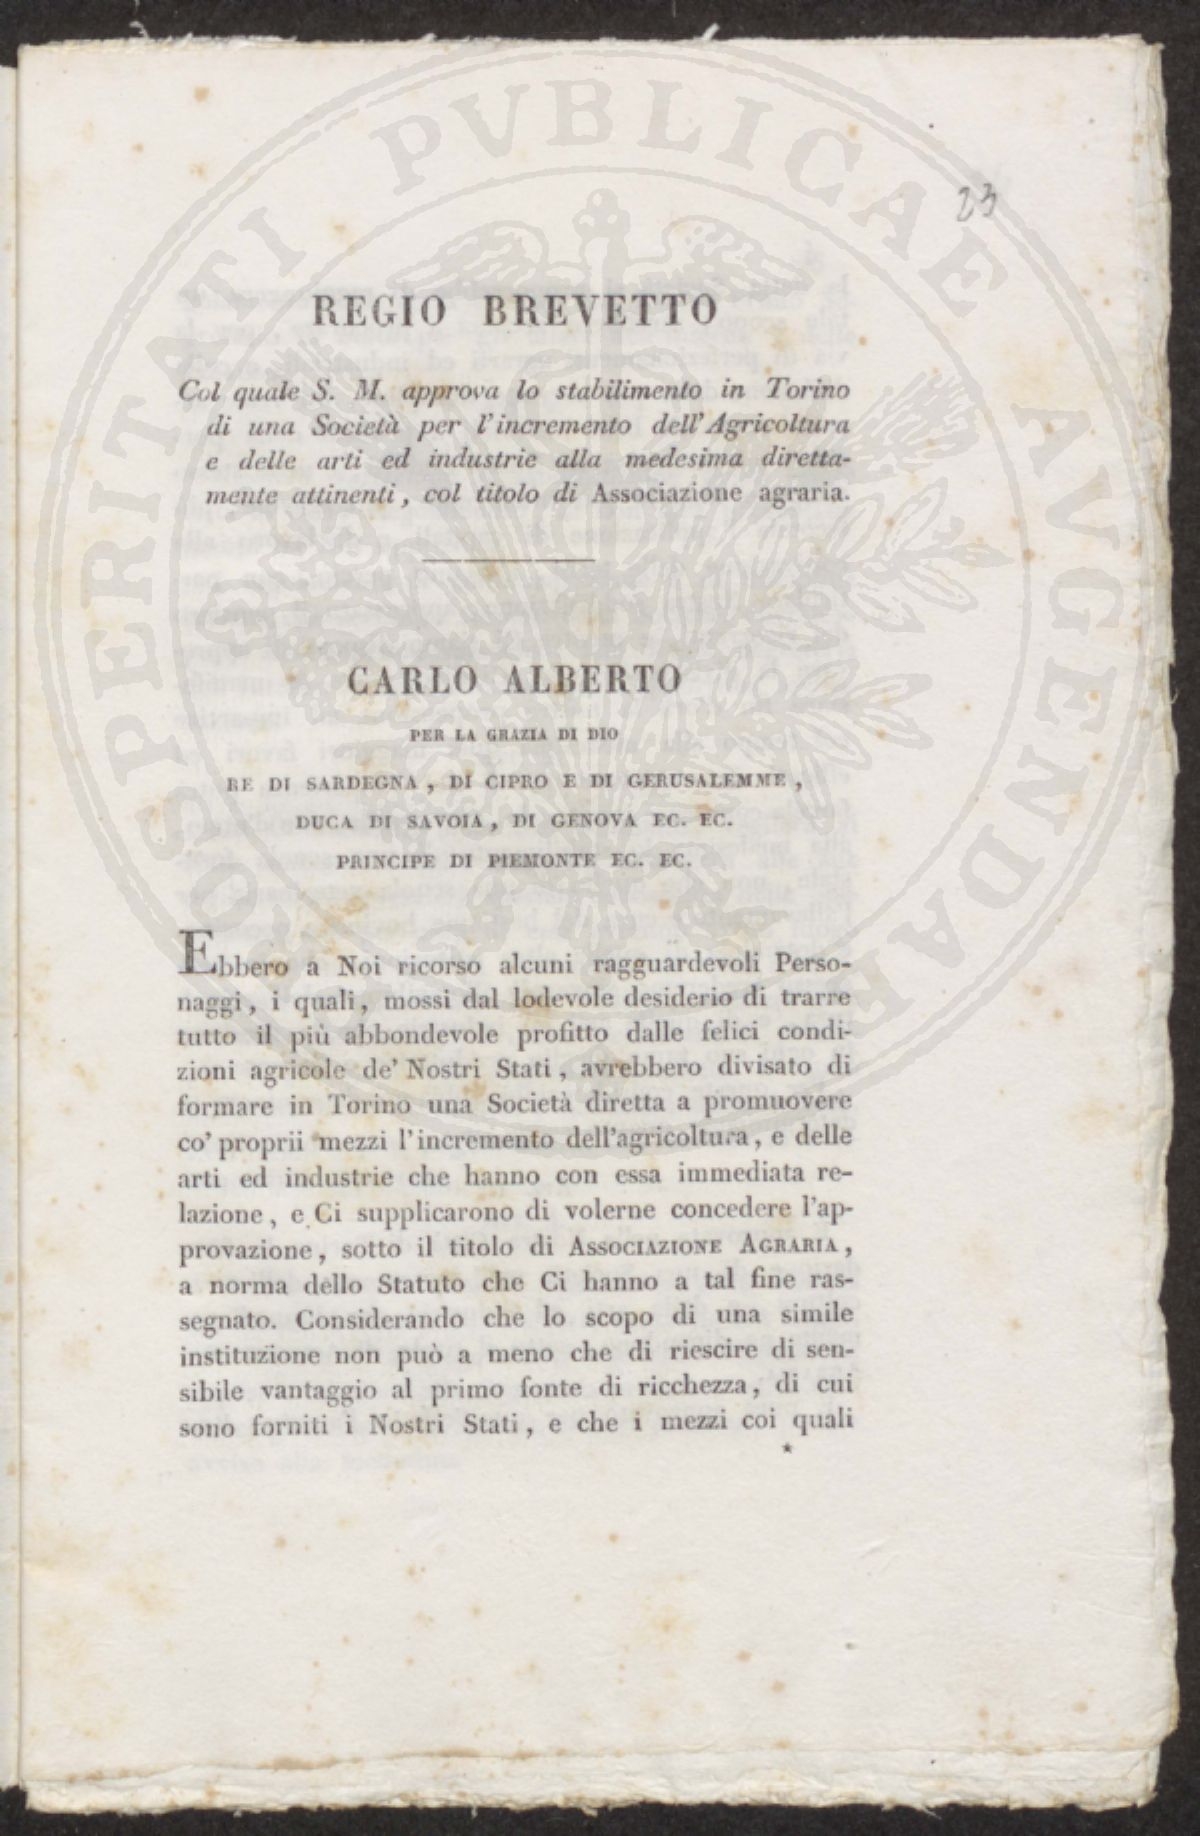 23
REGIO BREVETTO
Col quale S. M. approva lo stabilimento in Torino
di una Società per l'incremento dell'Agricoltura
e delle arti ed industrie alla medesima diretta-
mente attinenti, col titolo di Associazione agraria.
CARLO ALBERTO
PER LA GRAZIA DI DIO
RE DI SARDEGNA, DI CIPRO E DI GERUSALEMME,
DUCA DI SAVOIA, DI GENOVA EC. EC.
PRINCIPE DI PIEMONTE EC. EC.
Ebbero a Noi ricorso alcuni ragguardevoli Perso-
naggi, i quali, mossi dal lodevole desiderio di trarre
tutto il più abbondevole profitto dalle felici condi-
zioni agricole de' Nostri Stati, avrebbero divisato di
formare in Torino una Società diretta a promuovere
co' proprii mezzi l'incremento dell'agricoltura, e delle
arti ed industrie che hanno con essa immediata re-
lazione, e Ci supplicarono di volerne concedere l'ap-
provazione, sotto il titolo di ASSOCIAZIONE AGRARIA,
a norma dello Statuto che Ci hanno a tal fine ras-
segnato. Considerando che lo scopo di una simile
instituzione non può a meno che di riescire di sen-
sibile vantaggio al primo fonte di ricchezza, di cui
sono forniti i Nostri Stati, e che i mezzi coi quali
*
PROSPERITATI PVBLICAE AVGENDAE